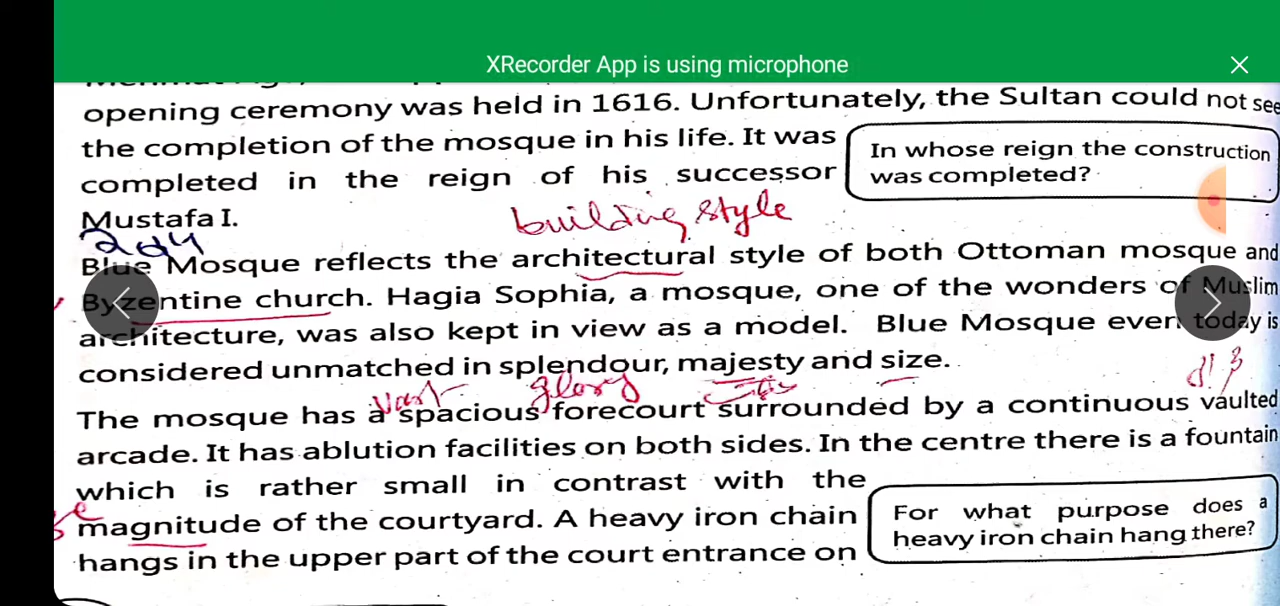 XRecorder App is using microphone
opening ceremony was held in 1616. Unfortunately, the Sultan could not see
the completion of the mosque in his life. It was
completed in the reign of his successor
Mustafa I.
In whose reign the construction
was completed?
building style
Blue Mosque reflects the architectural style of both Ottoman mosque and
Byzentine church. Hagia Sophia, a mosque, one of the wonders of Muslim
architecture, was also kept in view as a model. Blue Mosque even today is
considered unmatched in splendour, majesty and size.
Vast glory
The mosque has a spacious forecourt surrounded by a continuous vaulted
arcade. It has ablution facilities on both sides. In the centre there is a fountain
which is rather small in contrast with the
magnitude of the courtyard. A heavy iron chain
hangs in the upper part of the court entrance on
For what purpose does a
heavy iron chain hang there?